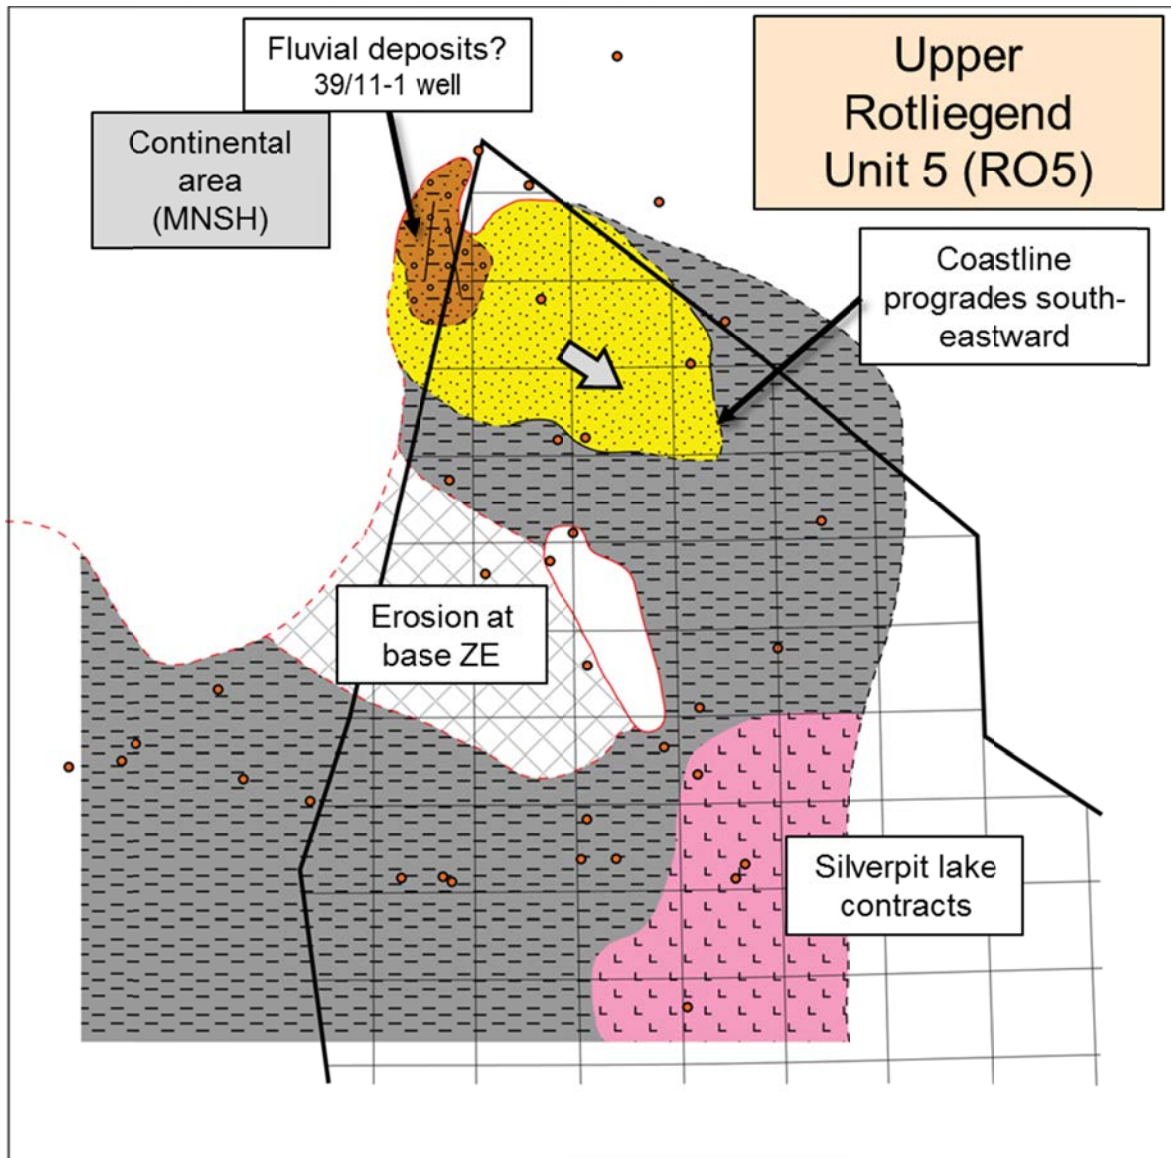 Fluvial deposits?
39/11-1 well
Upper
Rotliegend
Unit 5 (RO5)
Continental
area
(MNSH)
Coastline
progrades south-
eastward
Erosion at
base ZE
Silverpit lake
contracts